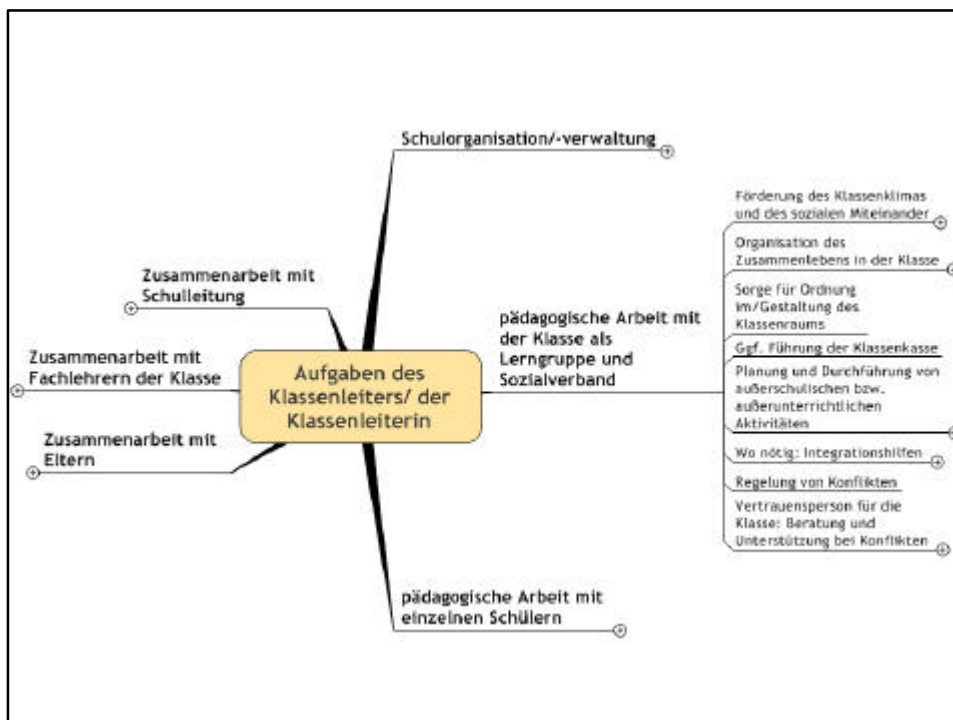 Schulorganisation/-verwaltung
Förderung des Klassenklimas
und des sozialen Miteinander
Organisation des
Zusammenlebens in der Klasse
Sorge für Ordnung
im/Gestaltung des
Klassenraums
Ggf. Führung der Klassenkasse
Planung und Durchführung von
außerschulischen bzw.
außerunterrichtlichen
Aktivitäten
Wo nötig: Integrationshilfen
Regelung von Konflikten
Vertrauensperson für die
Klasse: Beratung und
Unterstützung bei Konflikten
pädagogische Arbeit mit
der Klasse als
Lerngruppe und
Sozialverband
Zusammenarbeit mit
Schulleitung
Zusammenarbeit mit
Fachlehrern der Klasse
Zusammenarbeit mit
Eltern
Aufgaben des
Klassenleiters/ der
Klassenleiterin
pädagogische Arbeit mit
einzelnen Schülern